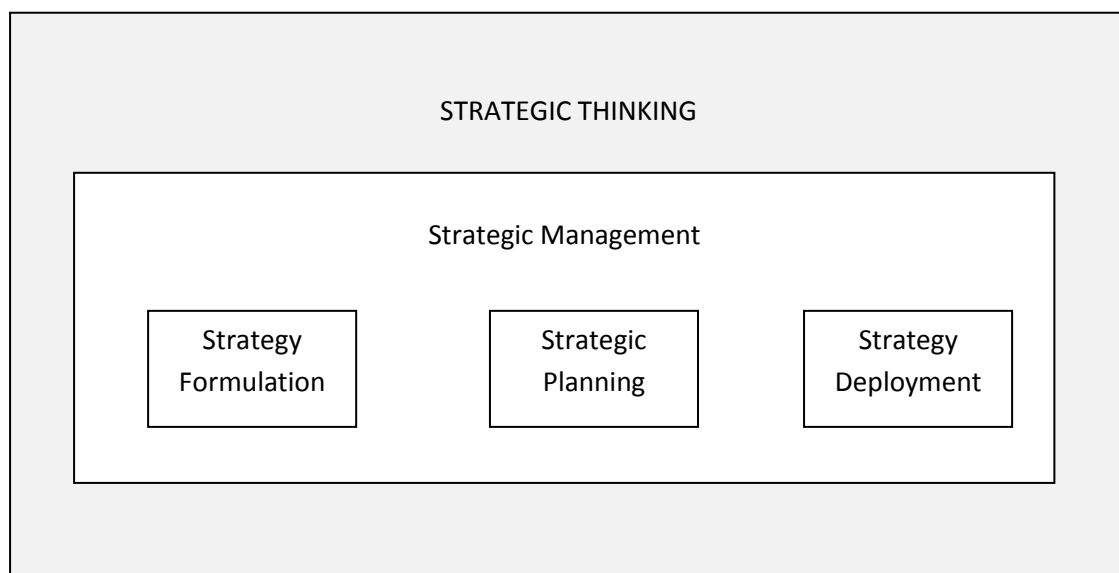 STRATEGIC THINKING
Strategic Management
Strategy
Formulation
Strategic
Planning
Strategy
Deployment